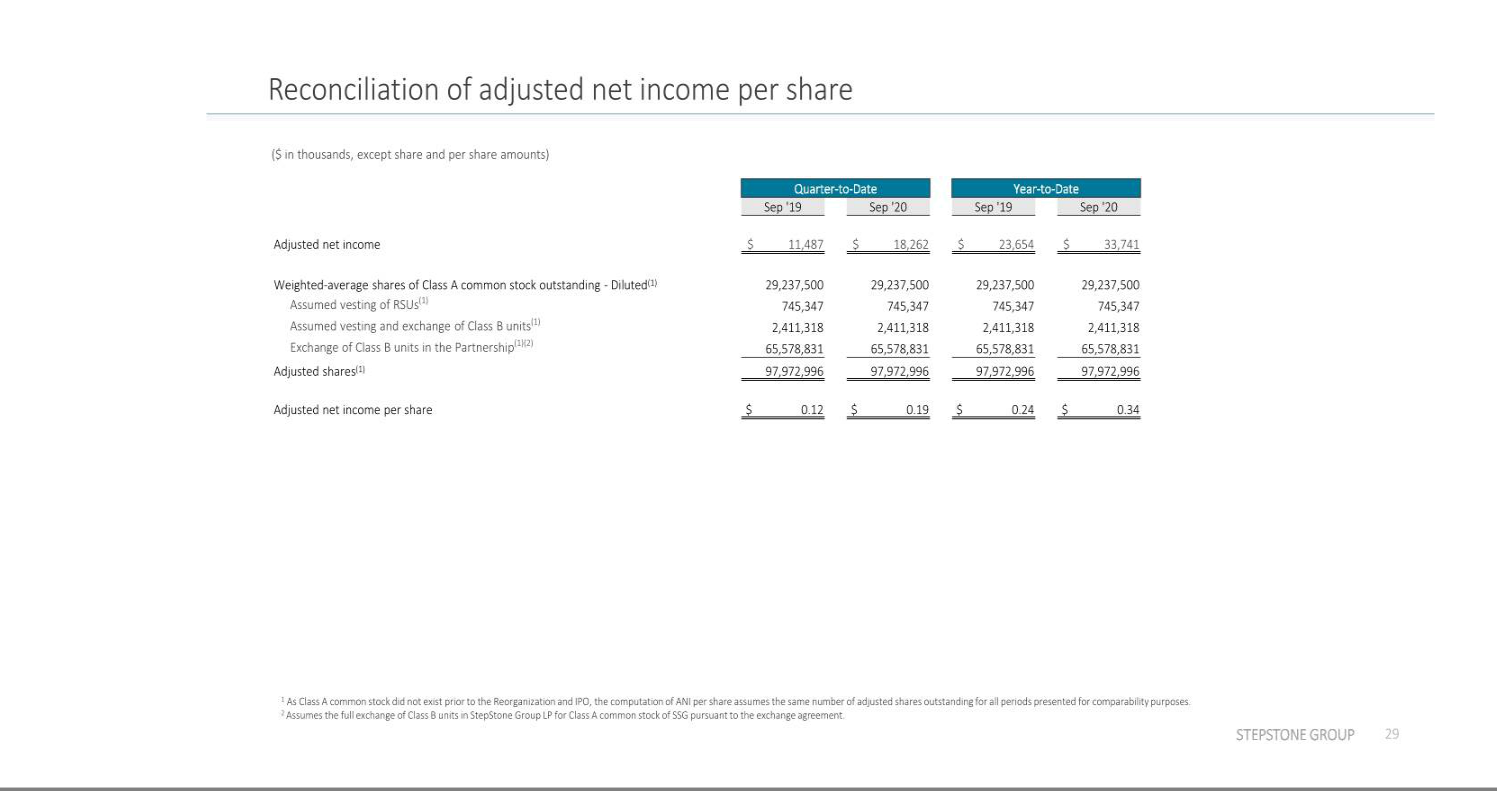 Reconciliation of adjusted net income per share
($ in thousands, except share and per share amounts)
Quarter-to-Date Year-to-Date
Sep '19 Sep '20 Sep '19 Sep '20
Adjusted net income $ 11,487 $ 18,262 $ 23,654 $ 33,741
Weighted-average shares of Class A common stock outstanding - Diluted(1) 29,237,500 29,237,500 29,237,500 29,237,500
Assumed vesting of RSUs(1) 745,347 745,347 745,347 745,347
Assumed vesting and exchange of Class B units(1) 2,411,318 2,411,318 2,411,318 2,411,318
Exchange of Class B units in the Partnership(1)(2) 65,578,831 65,578,831 65,578,831 65,578,831
Adjusted shares(1) 97,972,996 97,972,996 97,972,996 97,972,996
Adjusted net income per share $ 0.12 $ 0.19 $ 0.24 $ 0.34
1 As Class A common stock did not exist prior to the Reorganization and IPO, the computation of ANI per share assumes the same number of adjusted shares outstanding for all periods presented for comparability purposes.
2 Assumes the full exchange of Class B units in StepStone Group LP for Class A common stock of SSG pursuant to the exchange agreement.
STEPSTONE GROUP 29